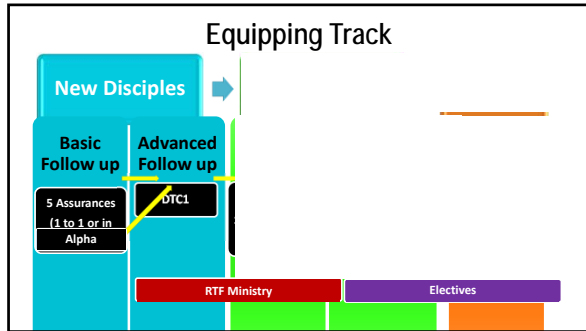 Equipping Track
New Disciples
Basic
Follow up
Advanced
Follow up
5 Assurances
(1 to 1 or in
Alpha
DTC1
RTF Ministry
Electives